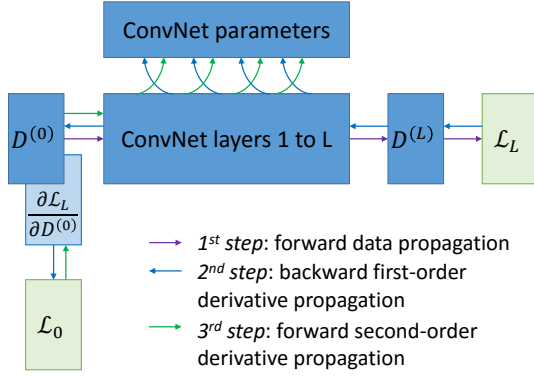 ConvNet parameters
D⁽⁰⁾
ConvNet layers 1 to L
D⁽ᴸ⁾
ℒ_L
∂ℒ_L
∂D⁽⁰⁾
ℒ₀
1ˢᵗ step: forward data propagation
2ⁿᵈ step: backward first-order
derivative propagation
3ʳᵈ step: forward second-order
derivative propagation